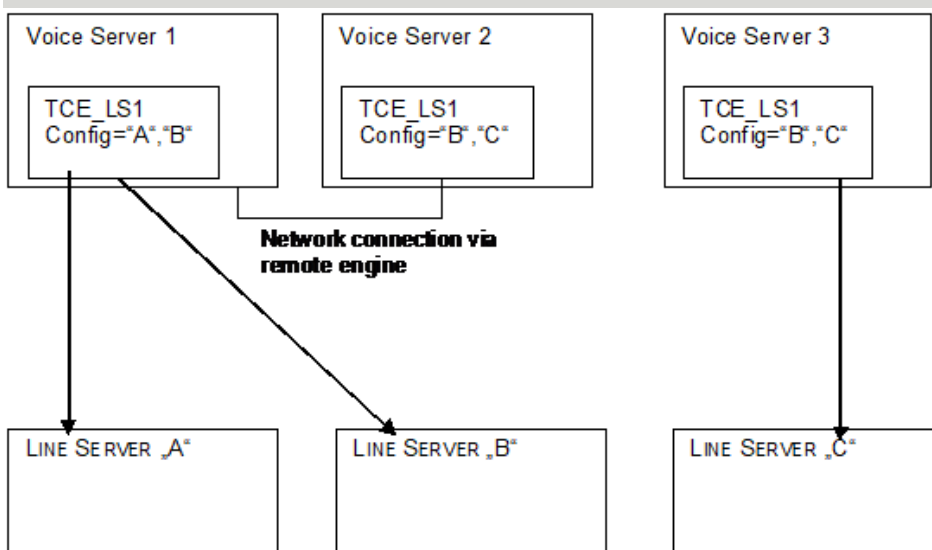 Voice Server 1
TCE_LS1
Config=“A“,“B“
Voice Server 2
TCE_LS1
Config=“B“,“C“
Voice Server 3
TCE_LS1
Config=“B“,“C“
Network connection via
remote engine
LINE SERVER „A“
LINE SERVER „B“
LINE SERVER „C“